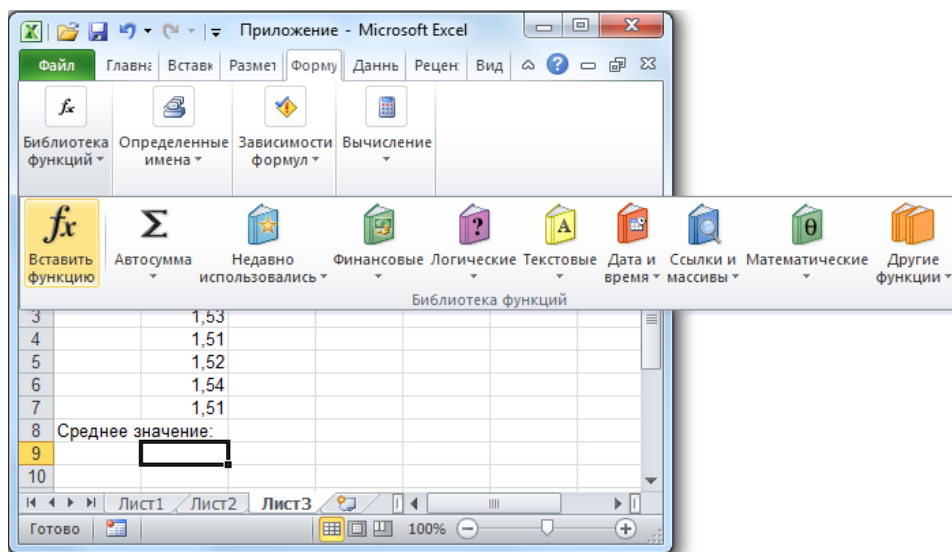 Приложение - Microsoft Excel
Файл Главна Вставк Размет Форму Даннь Рецен Вид
fx
Библиотека функций Определенные имена Зависимости формул Вычисление
fx Σ ? A θ
Вставить функцию Автосумма Недавно использовались Финансовые Логические Текстовые Дата и время Ссылки и массивы Математические Другие функции
Библиотека функций
3 1,53
4 1,51
5 1,52
6 1,54
7 1,51
8 Среднее значение:
9
10
Лист1 Лист2 Лист3
Готово 100%